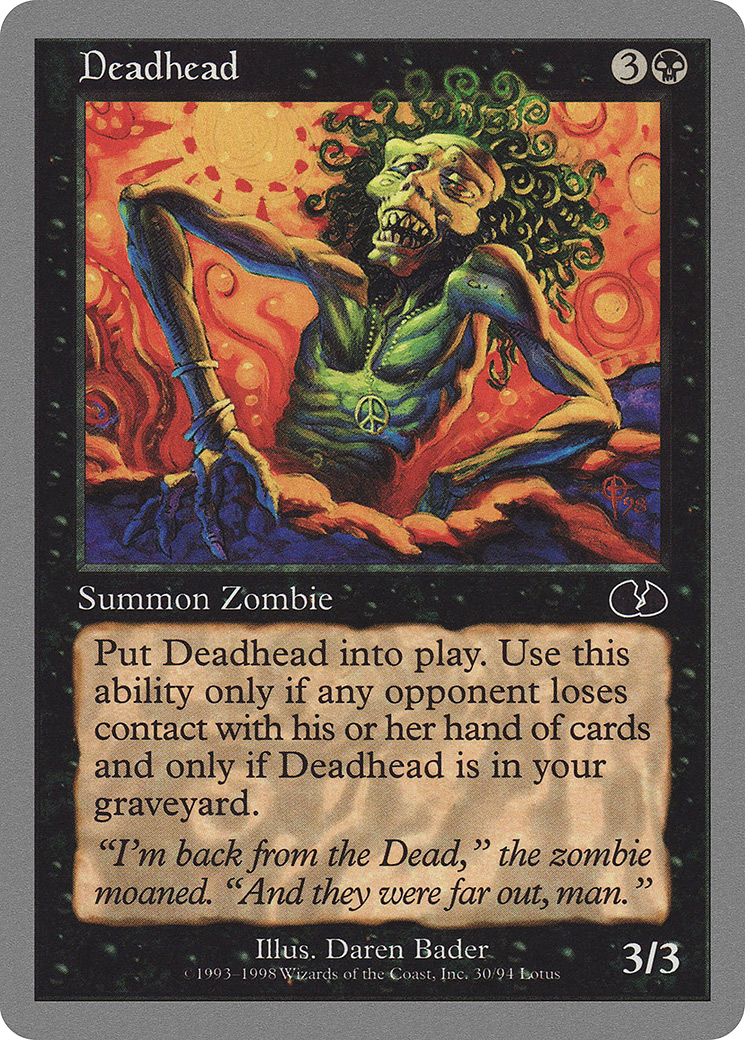 Deadhead 3
Summon Zombie
Put Deadhead into play. Use this
ability only if any opponent loses
contact with his or her hand of cards
and only if Deadhead is in your
graveyard.
“I’m back from the Dead,” the zombie
moaned. “And they were far out, man.”
Illus. Daren Bader
©1993–1998 Wizards of the Coast, Inc. 30/94 Lotus
3/3